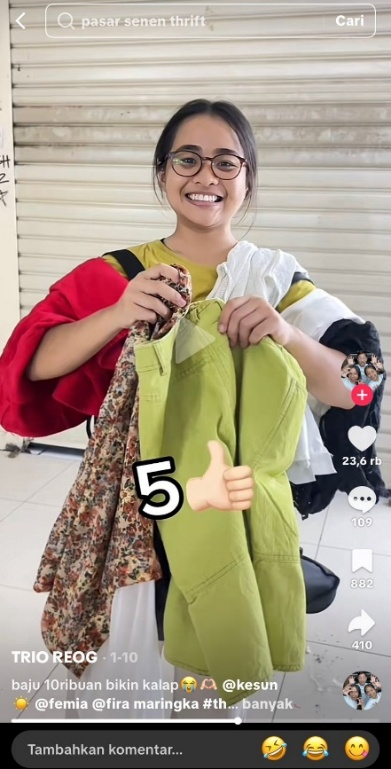 pasar senen thrift
Cari
5
23,6 rb
109
882
410
TRIO REOG · 1-10
baju 10ribuan bikin kalap😭🫶🏻 @kesun
☀️ @femia @fira maringka #th... banyak
Tambahkan komentar...